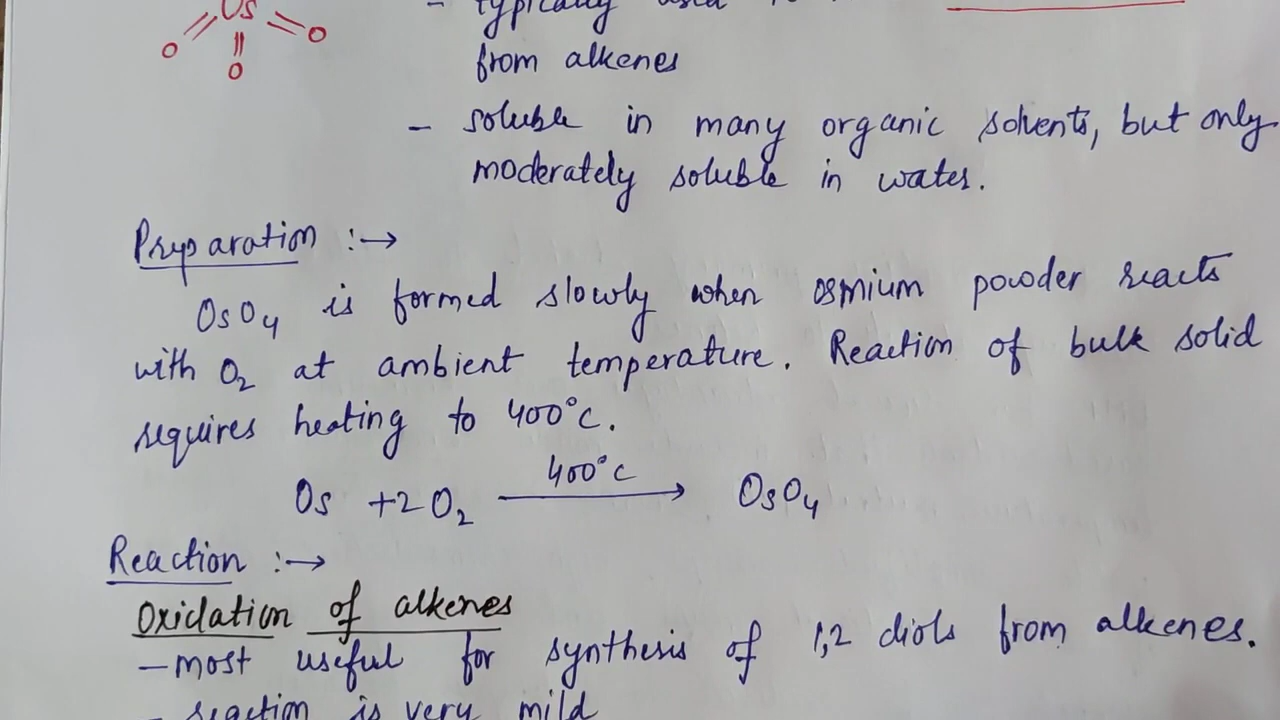 Os
O
O
O
- typically used
from alkenes
- soluble in many organic solvents, but only
moderately soluble in water.
Preparation :→
OsO4 is formed slowly when osmium powder reacts
with O2 at ambient temperature. Reaction of bulk solid
requires heating to 400°C.
400°C
Os +2O2 → OsO4
Reaction :→
Oxidation of alkenes
- most useful for synthesis of 1,2 diols from alkenes.
- reaction is very mild